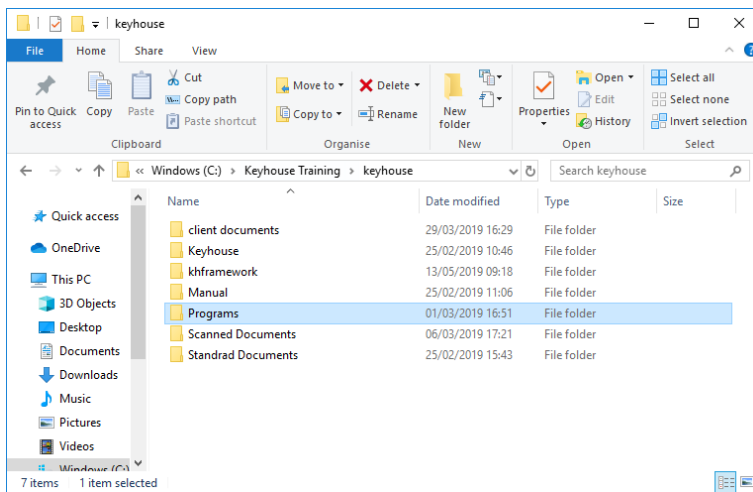 keyhouse
File Home Share View
Pin to Quick access
Copy
Paste
Cut
Copy path
Paste shortcut
Clipboard
Move to
Copy to
Delete
Rename
Organise
New folder
New
Properties
Open
Edit
History
Open
Select all
Select none
Invert selection
Select
« Windows (C:) › Keyhouse Training › keyhouse
Search keyhouse
Name Date modified Type Size
Quick access
OneDrive
This PC
3D Objects
Desktop
Documents
Downloads
Music
Pictures
Videos
Windows (C:)
client documents 29/03/2019 16:29 File folder
Keyhouse 25/02/2019 10:46 File folder
khframework 13/05/2019 09:18 File folder
Manual 25/02/2019 11:06 File folder
Programs 01/03/2019 16:51 File folder
Scanned Documents 06/03/2019 17:21 File folder
Standrad Documents 25/02/2019 15:43 File folder
7 items 1 item selected